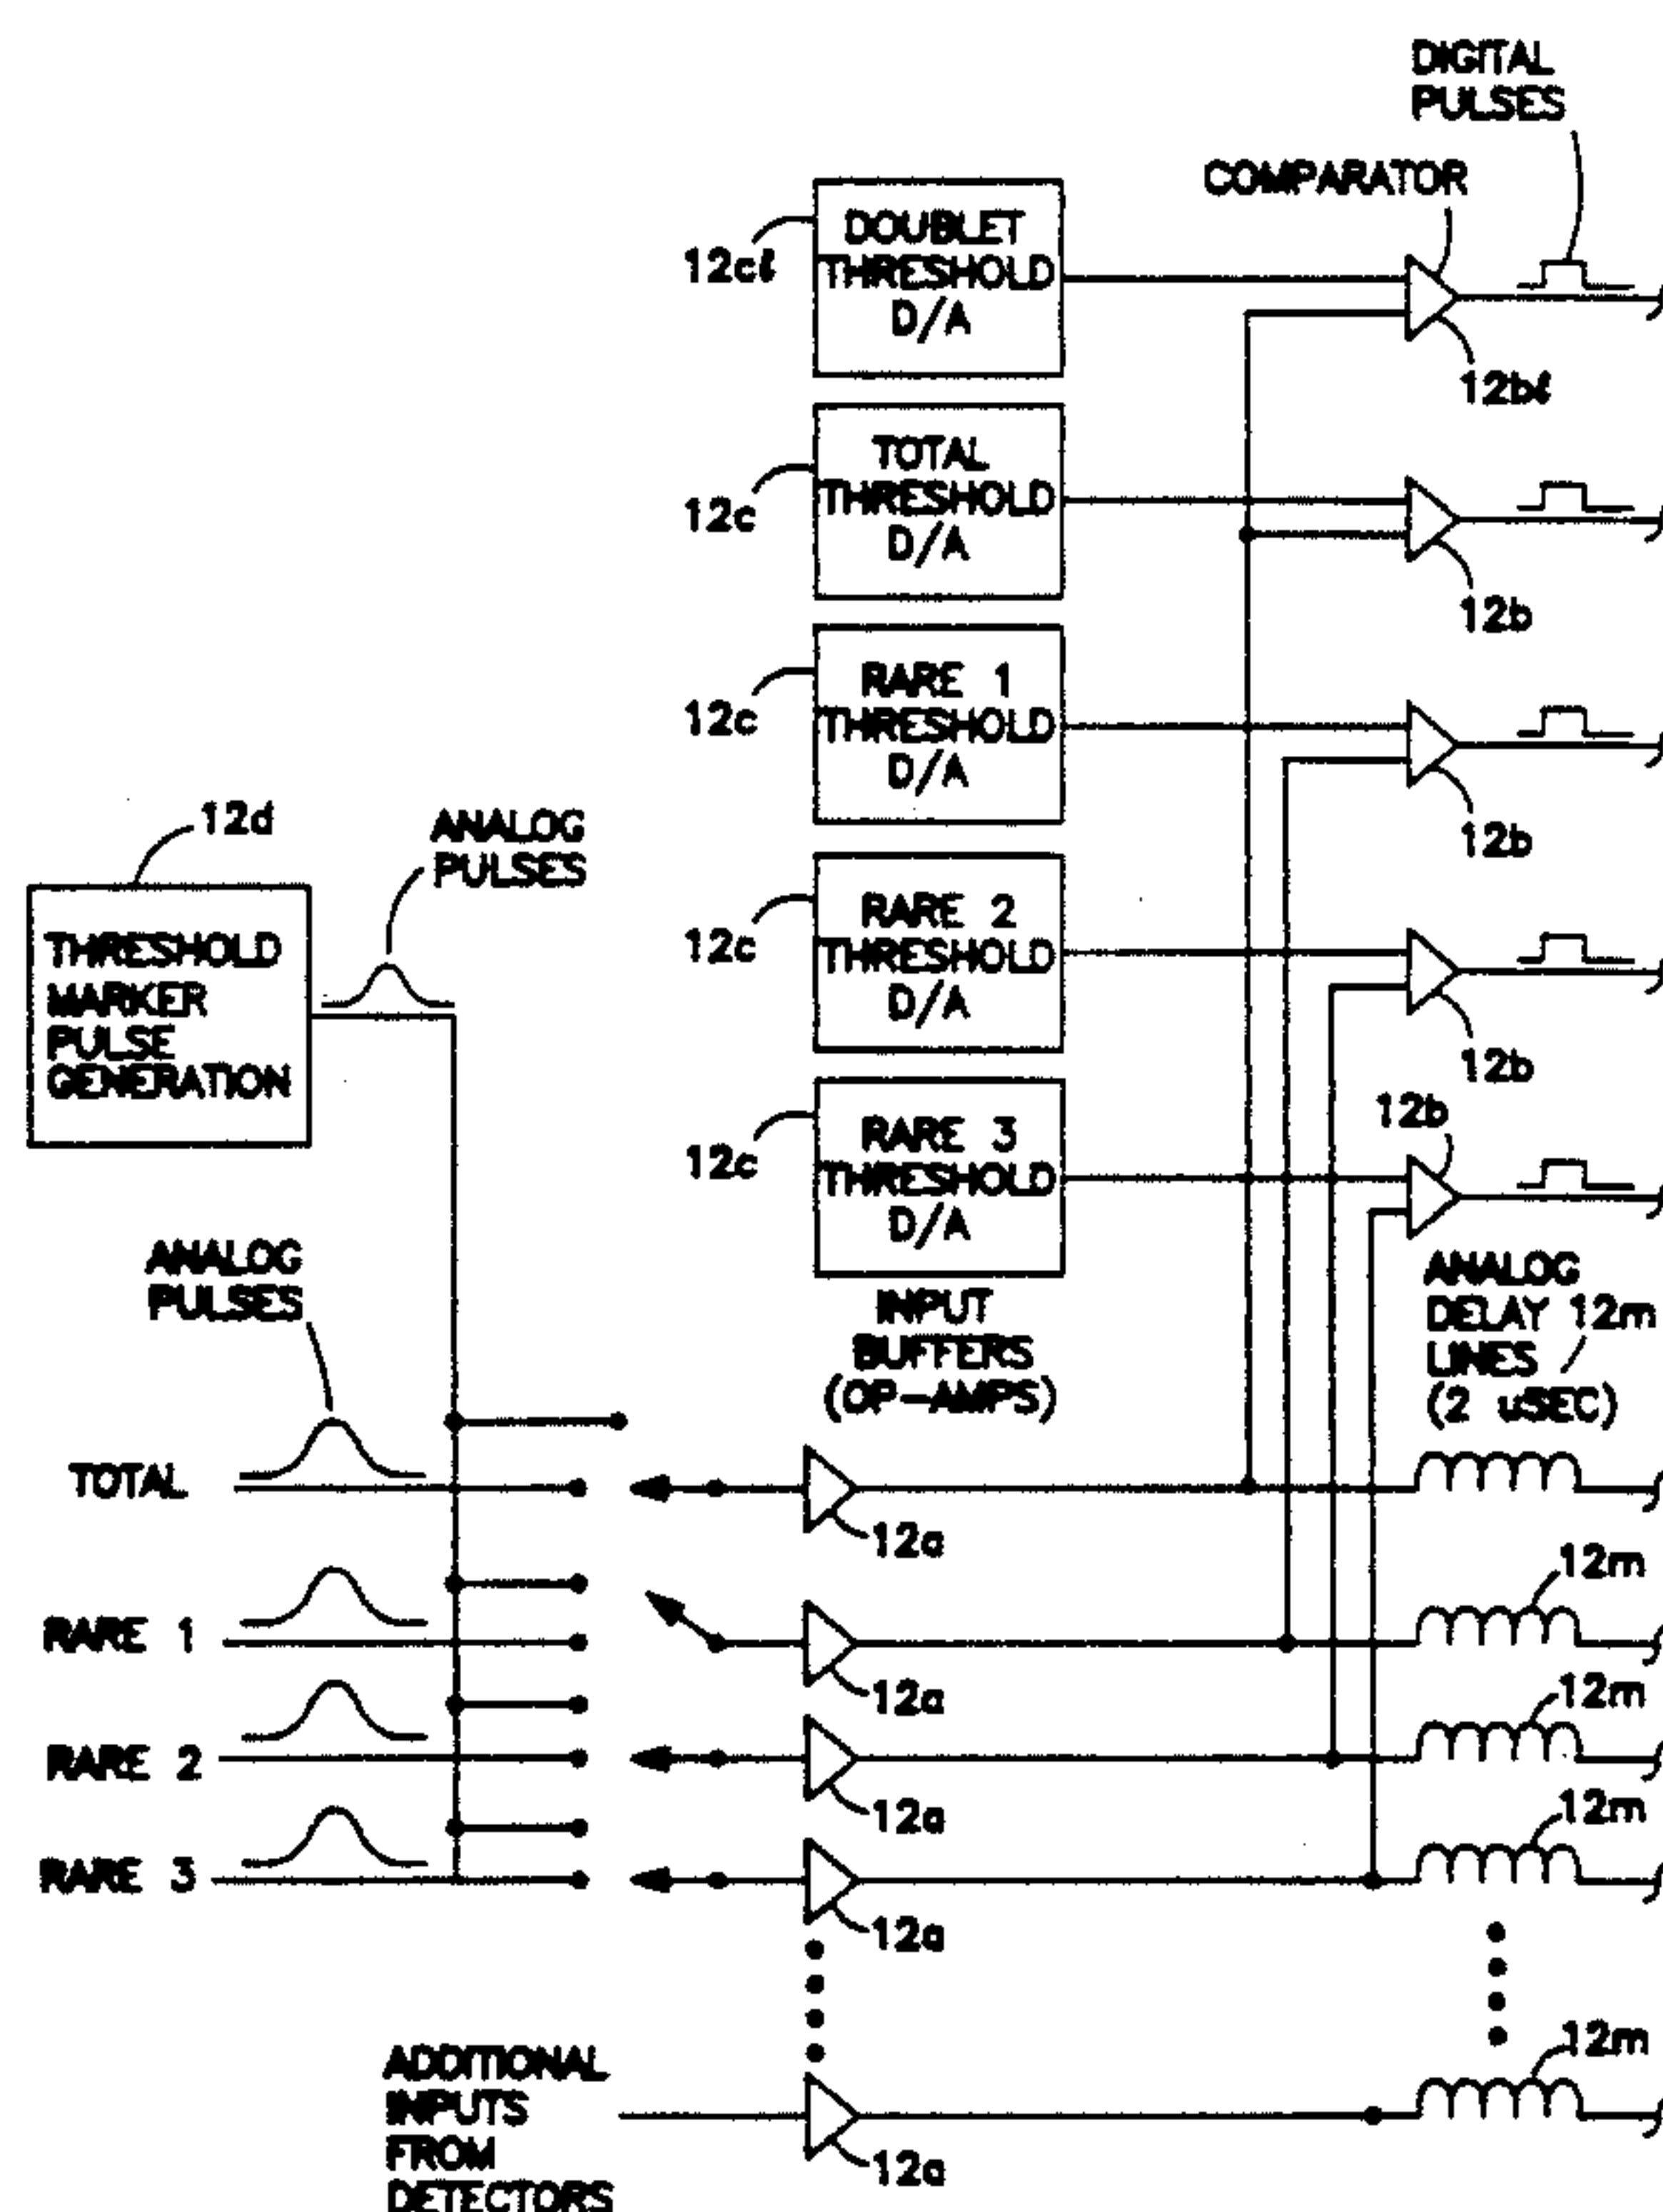 DIGITAL
PULSES
COMPARATOR
DOUBLET
THRESHOLD
D/A
12cℓ
12bℓ
TOTAL
THRESHOLD
D/A
12c
12b
RARE 1
THRESHOLD
D/A
12c
12b
12d
ANALOG
PULSES
THRESHOLD
MARKER
PULSE
GENERATION
RARE 2
THRESHOLD
D/A
12c
12b
RARE 3
THRESHOLD
D/A
12c
12b
ANALOG
PULSES
INPUT
BUFFERS
(OP-AMPS)
ANALOG
DELAY 12m
LINES
(2 uSEC)
TOTAL
12a
RARE 1
12a
12m
RARE 2
12a
12m
RARE 3
12a
12m
ADDITIONAL
INPUTS
FROM
DETECTORS
12a
12m